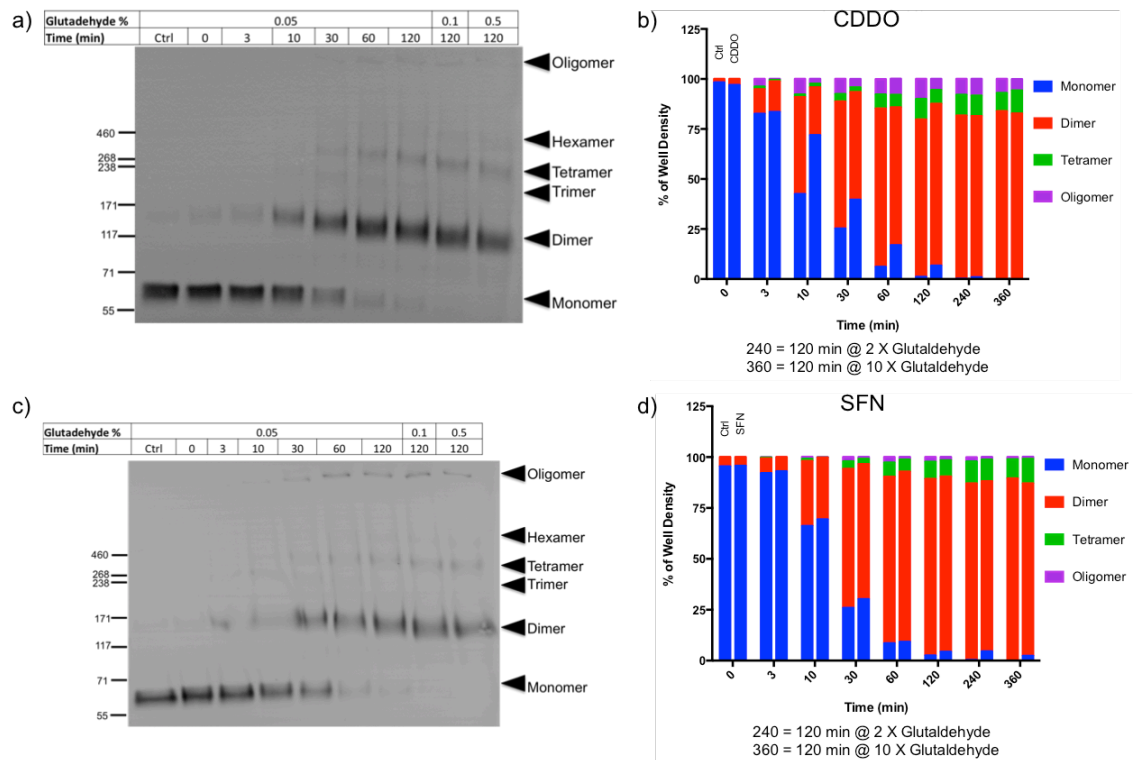 a)
Glutadehyde % 0.05 0.1 0.5
Time (min) Ctrl 0 3 10 30 60 120 120 120
460
268
238
171
117
71
55
Oligomer
Hexamer
Tetramer
Trimer
Dimer
Monomer
b)
CDDO
Ctrl
CDDO
% of Well Density
125
100
75
50
25
0
0 3 10 30 60 120 240 360
Time (min)
Monomer
Dimer
Tetramer
Oligomer
240 = 120 min @ 2 X Glutaldehyde
360 = 120 min @ 10 X Glutaldehyde
c)
Glutadehyde % 0.05 0.1 0.5
Time (min) Ctrl 0 3 10 30 60 120 120 120
460
268
238
171
117
71
55
Oligomer
Hexamer
Tetramer
Trimer
Dimer
Monomer
d)
SFN
Ctrl
SFN
% of Well Density
125
100
75
50
25
0
0 3 10 30 60 120 240 360
Time (min)
Monomer
Dimer
Tetramer
Oligomer
240 = 120 min @ 2 X Glutaldehyde
360 = 120 min @ 10 X Glutaldehyde